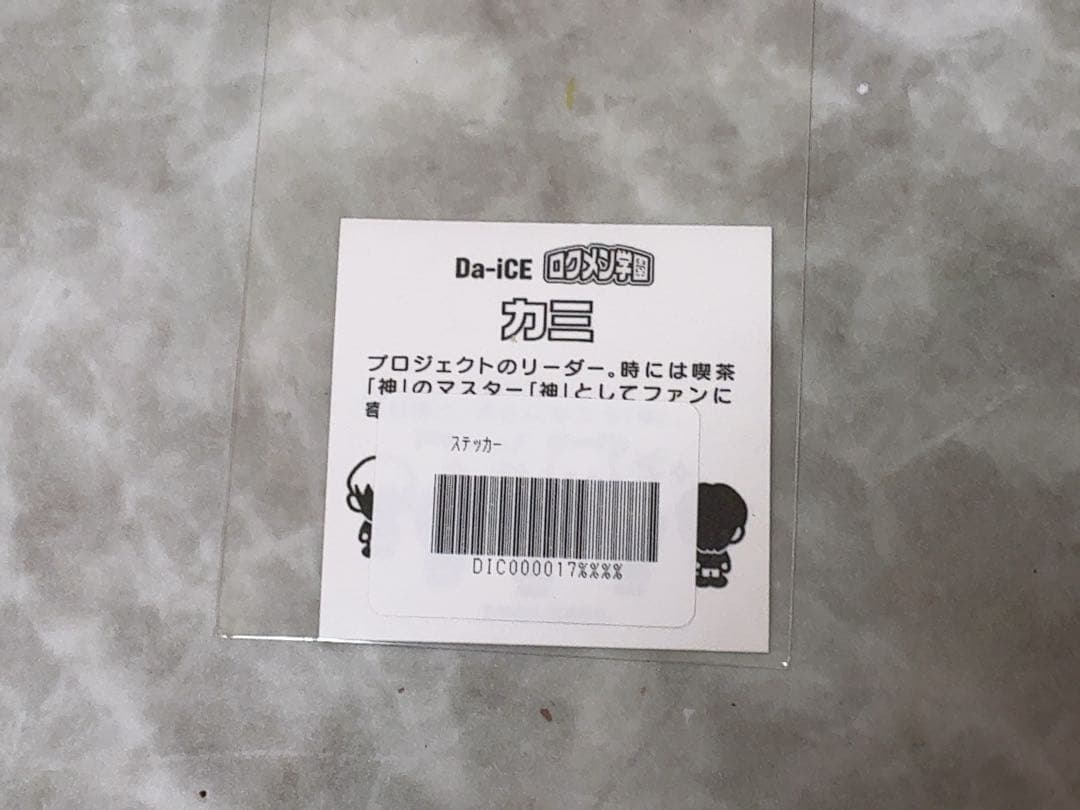 Da-iCE ロクメン学園
カミ
プロジェクトのリーダー。時には喫茶
「神」のマスター「神」としてファンに
寄
ステッカー
DIC000017%%%%